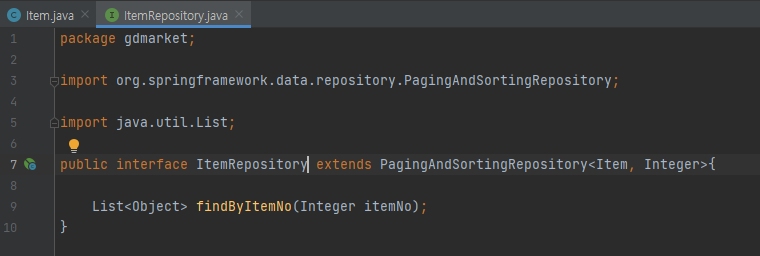 Item.java
ItemRepository.java
1 package gdmarket;
2
3 import org.springframework.data.repository.PagingAndSortingRepository;
4
5 import java.util.List;
6
7 public interface ItemRepository extends PagingAndSortingRepository<Item, Integer>{
8
9 List<Object> findByItemNo(Integer itemNo);
10 }